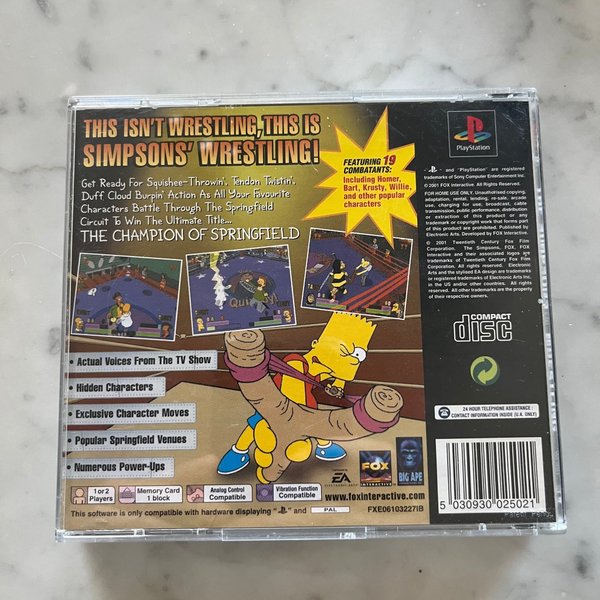 THIS ISN'T WRESTLING, THIS IS
SIMPSONS' WRESTLING!
Get Ready For Squishee-Throwin', Tendon Twistin',
Duff Cloud Burpin' Action As All Your Favourite
Characters Battle Through The Springfield
Circuit To Win The Ultimate Title...
THE CHAMPION OF SPRINGFIELD
FEATURING 19
COMBATANTS:
Including Homer,
Bart, Krusty, Willie,
and other popular
characters
• Actual Voices From The TV Show
• Hidden Characters
• Exclusive Character Moves
• Popular Springfield Venues
• Numerous Power-Ups
PlayStation
and "PlayStation" are registered
trademarks of Sony Computer Entertainment Inc.
© 2001 FOX Interactive All Rights Reserved.
FOR HOME USE ONLY. Unauthorised copying,
adaptation, rental, lending, re-sale, arcade
use, charging for use, broadcast, cable
transmission, public performance, distribution
or extraction of this product or any
trademark or copyright work that forms part
of this product are prohibited. Published by
Electronic Arts. Developed by FOX Interactive.
© 2001 Twentieth Century Fox Film
Corporation. The Simpsons, FOX, FOX
Interactive and their associated logos are
trademarks of Twentieth Century Fox Film
Corporation. All rights reserved. Electronic
Arts and the stylised EA design are trademarks
or registered trademarks of Electronic Arts Inc.
in the US and/or other countries. All rights
reserved. All other trademarks are the property
of their respective owners.
COMPACT
disc
24 HOUR TELEPHONE ASSISTANCE :
CONTACT INFORMATION INSIDE (U.K. ONLY)
EA
FOX
INTERACTIVE
BIG APE
www.foxinteractive.com
1 or 2
Players
Memory Card
1 block
Analog Control
Compatible
Vibration Function
Compatible
This software is only compatible with hardware displaying and PAL
FXE06103227IB
5 030930 025021